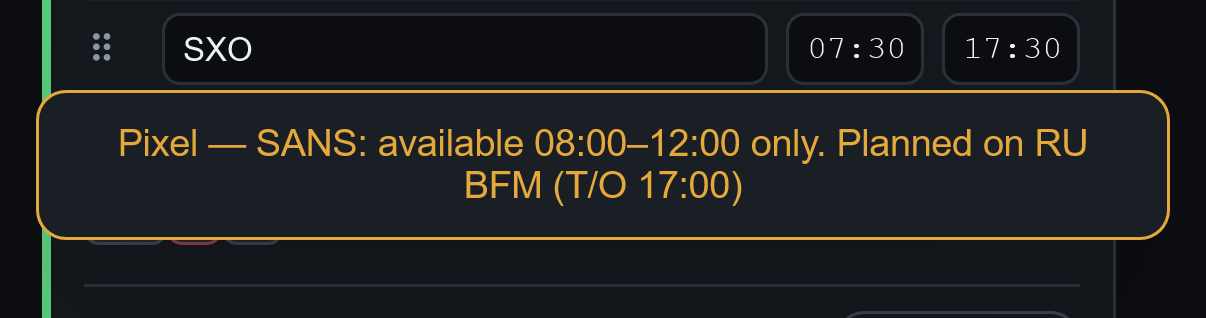 SXO 07:30 17:30
Pixel — SANS: available 08:00–12:00 only. Planned on RU
BFM (T/O 17:00)